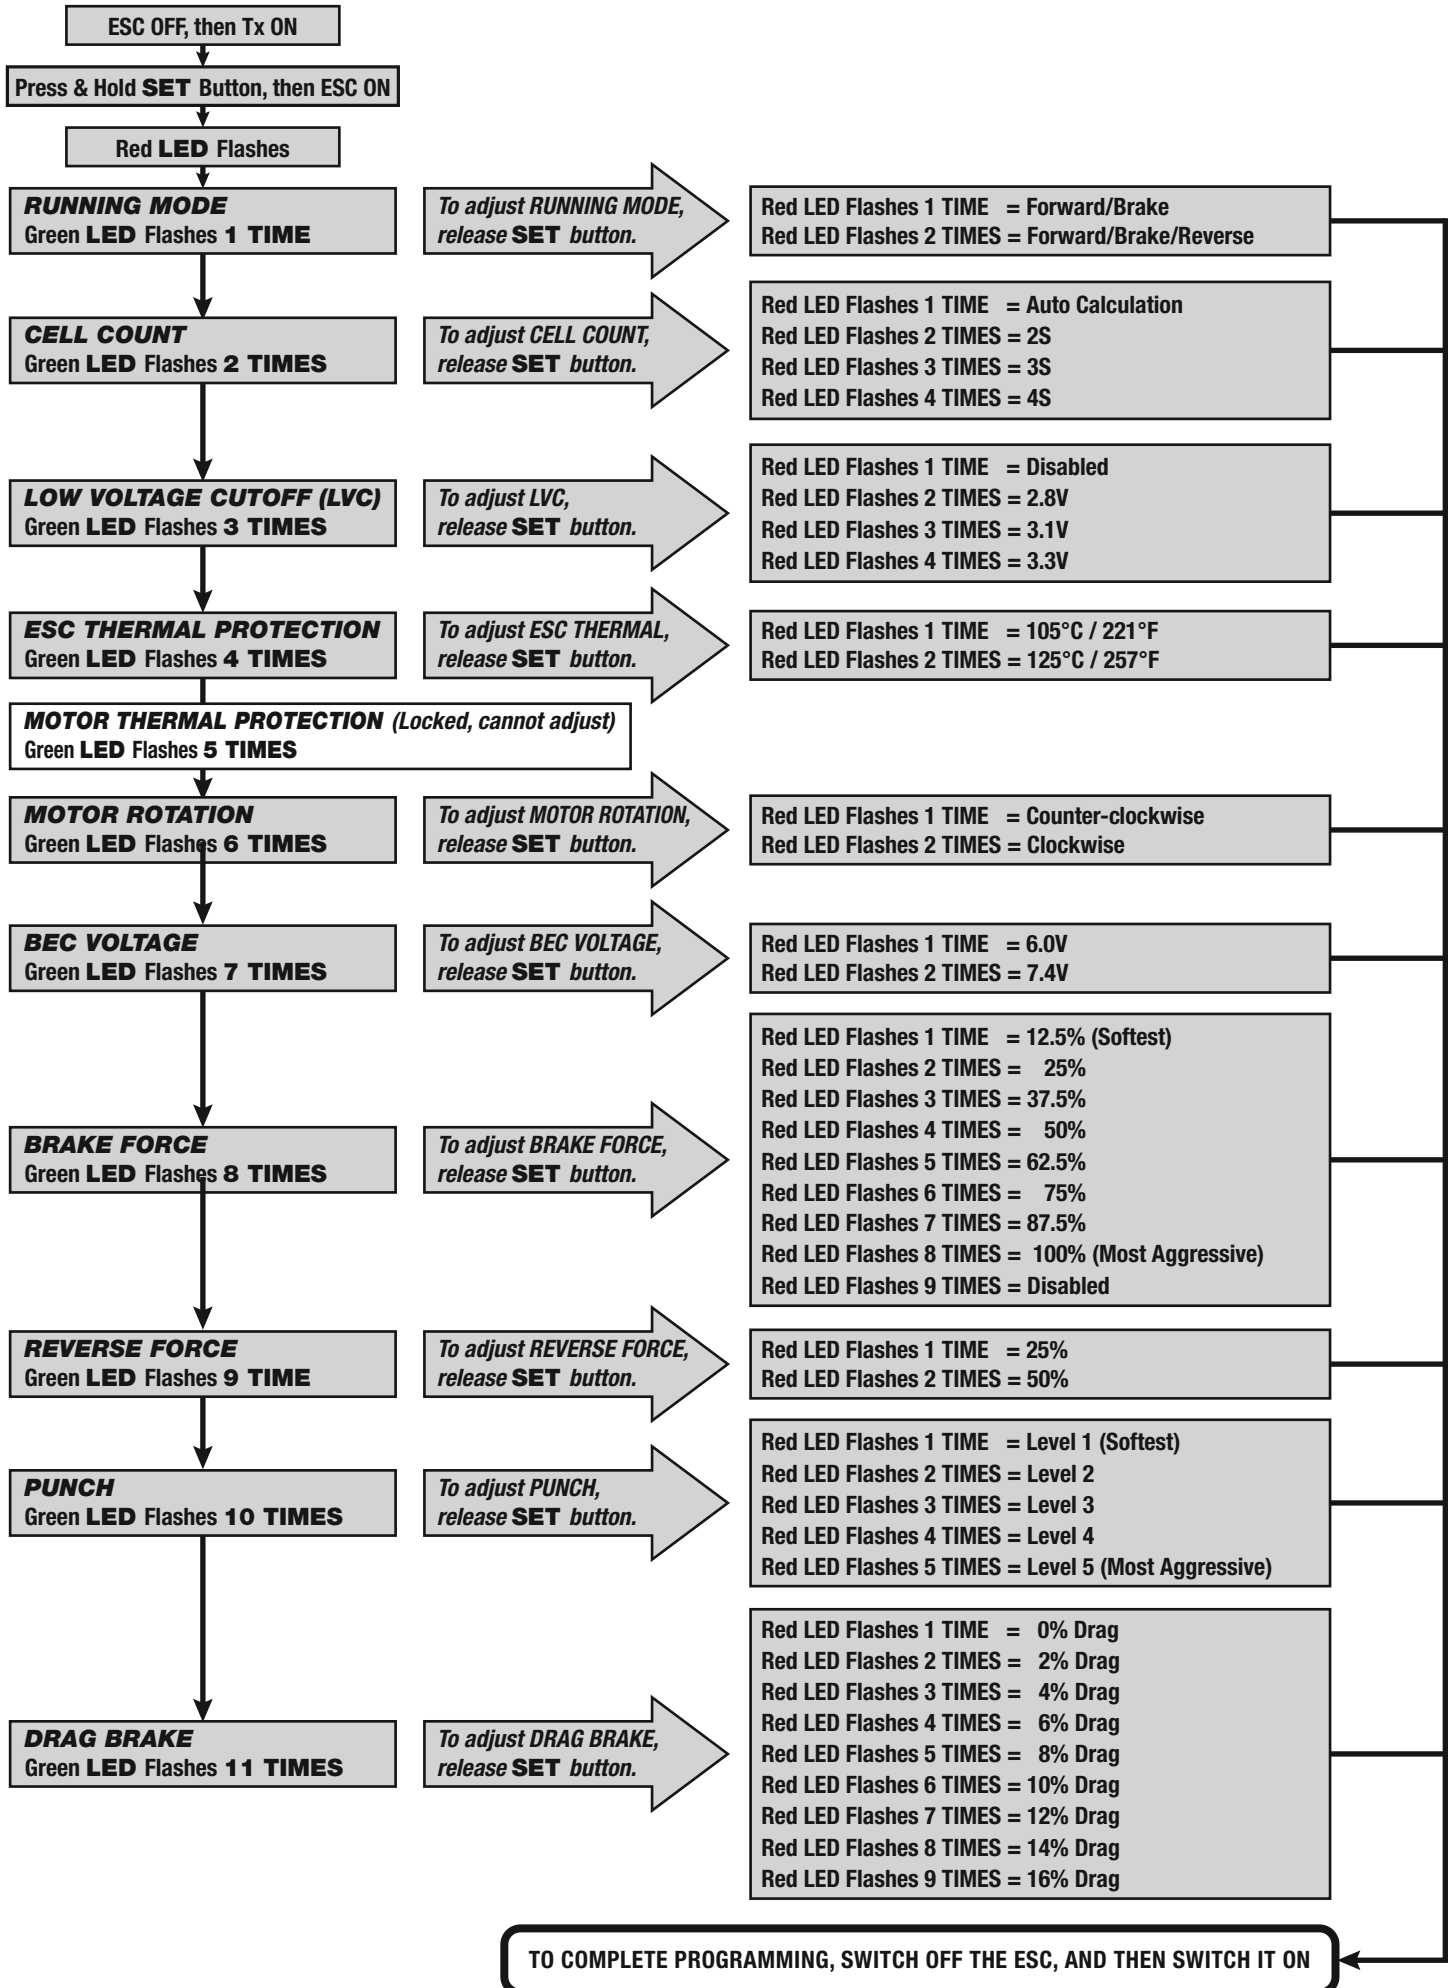 ESC OFF, then Tx ON
Press & Hold SET Button, then ESC ON
Red LED Flashes
RUNNING MODE
Green LED Flashes 1 TIME
To adjust RUNNING MODE,
release SET button.
Red LED Flashes 1 TIME = Forward/Brake
Red LED Flashes 2 TIMES = Forward/Brake/Reverse
CELL COUNT
Green LED Flashes 2 TIMES
To adjust CELL COUNT,
release SET button.
Red LED Flashes 1 TIME = Auto Calculation
Red LED Flashes 2 TIMES = 2S
Red LED Flashes 3 TIMES = 3S
Red LED Flashes 4 TIMES = 4S
LOW VOLTAGE CUTOFF (LVC)
Green LED Flashes 3 TIMES
To adjust LVC,
release SET button.
Red LED Flashes 1 TIME = Disabled
Red LED Flashes 2 TIMES = 2.8V
Red LED Flashes 3 TIMES = 3.1V
Red LED Flashes 4 TIMES = 3.3V
ESC THERMAL PROTECTION
Green LED Flashes 4 TIMES
To adjust ESC THERMAL,
release SET button.
Red LED Flashes 1 TIME = 105°C / 221°F
Red LED Flashes 2 TIMES = 125°C / 257°F
MOTOR THERMAL PROTECTION (Locked, cannot adjust)
Green LED Flashes 5 TIMES
MOTOR ROTATION
Green LED Flashes 6 TIMES
To adjust MOTOR ROTATION,
release SET button.
Red LED Flashes 1 TIME = Counter-clockwise
Red LED Flashes 2 TIMES = Clockwise
BEC VOLTAGE
Green LED Flashes 7 TIMES
To adjust BEC VOLTAGE,
release SET button.
Red LED Flashes 1 TIME = 6.0V
Red LED Flashes 2 TIMES = 7.4V
BRAKE FORCE
Green LED Flashes 8 TIMES
To adjust BRAKE FORCE,
release SET button.
Red LED Flashes 1 TIME = 12.5% (Softest)
Red LED Flashes 2 TIMES = 25%
Red LED Flashes 3 TIMES = 37.5%
Red LED Flashes 4 TIMES = 50%
Red LED Flashes 5 TIMES = 62.5%
Red LED Flashes 6 TIMES = 75%
Red LED Flashes 7 TIMES = 87.5%
Red LED Flashes 8 TIMES = 100% (Most Aggressive)
Red LED Flashes 9 TIMES = Disabled
REVERSE FORCE
Green LED Flashes 9 TIME
To adjust REVERSE FORCE,
release SET button.
Red LED Flashes 1 TIME = 25%
Red LED Flashes 2 TIMES = 50%
PUNCH
Green LED Flashes 10 TIMES
To adjust PUNCH,
release SET button.
Red LED Flashes 1 TIME = Level 1 (Softest)
Red LED Flashes 2 TIMES = Level 2
Red LED Flashes 3 TIMES = Level 3
Red LED Flashes 4 TIMES = Level 4
Red LED Flashes 5 TIMES = Level 5 (Most Aggressive)
DRAG BRAKE
Green LED Flashes 11 TIMES
To adjust DRAG BRAKE,
release SET button.
Red LED Flashes 1 TIME = 0% Drag
Red LED Flashes 2 TIMES = 2% Drag
Red LED Flashes 3 TIMES = 4% Drag
Red LED Flashes 4 TIMES = 6% Drag
Red LED Flashes 5 TIMES = 8% Drag
Red LED Flashes 6 TIMES = 10% Drag
Red LED Flashes 7 TIMES = 12% Drag
Red LED Flashes 8 TIMES = 14% Drag
Red LED Flashes 9 TIMES = 16% Drag
TO COMPLETE PROGRAMMING, SWITCH OFF THE ESC, AND THEN SWITCH IT ON